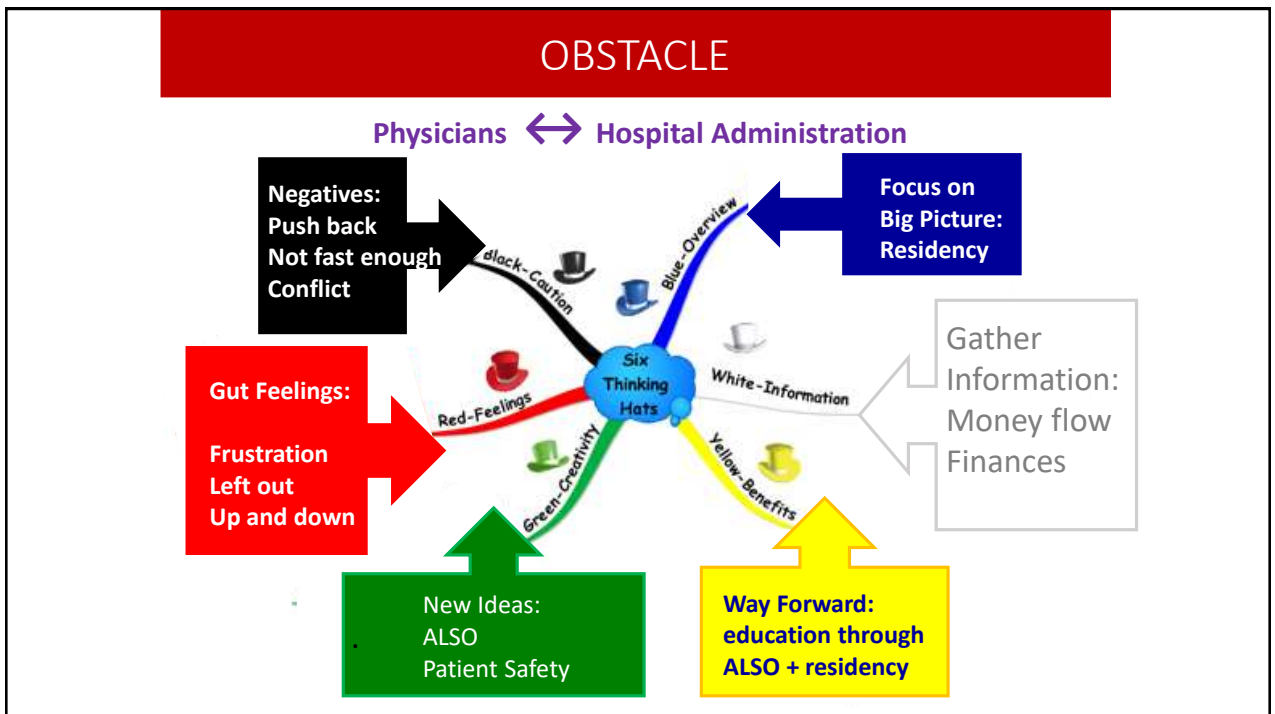 OBSTACLE
Physicians ↔ Hospital Administration
Negatives:
Push back
Not fast enough
Conflict
Black-Caution
Blue-Overview
Focus on
Big Picture:
Residency
Gut Feelings:
Frustration
Left out
Up and down
Red-Feelings
Six
Thinking
Hats
White-Information
Gather
Information:
Money flow
Finances
Green-Creativity
Yellow-Benefits
New Ideas:
ALSO
Patient Safety
.
Way Forward:
education through
ALSO + residency